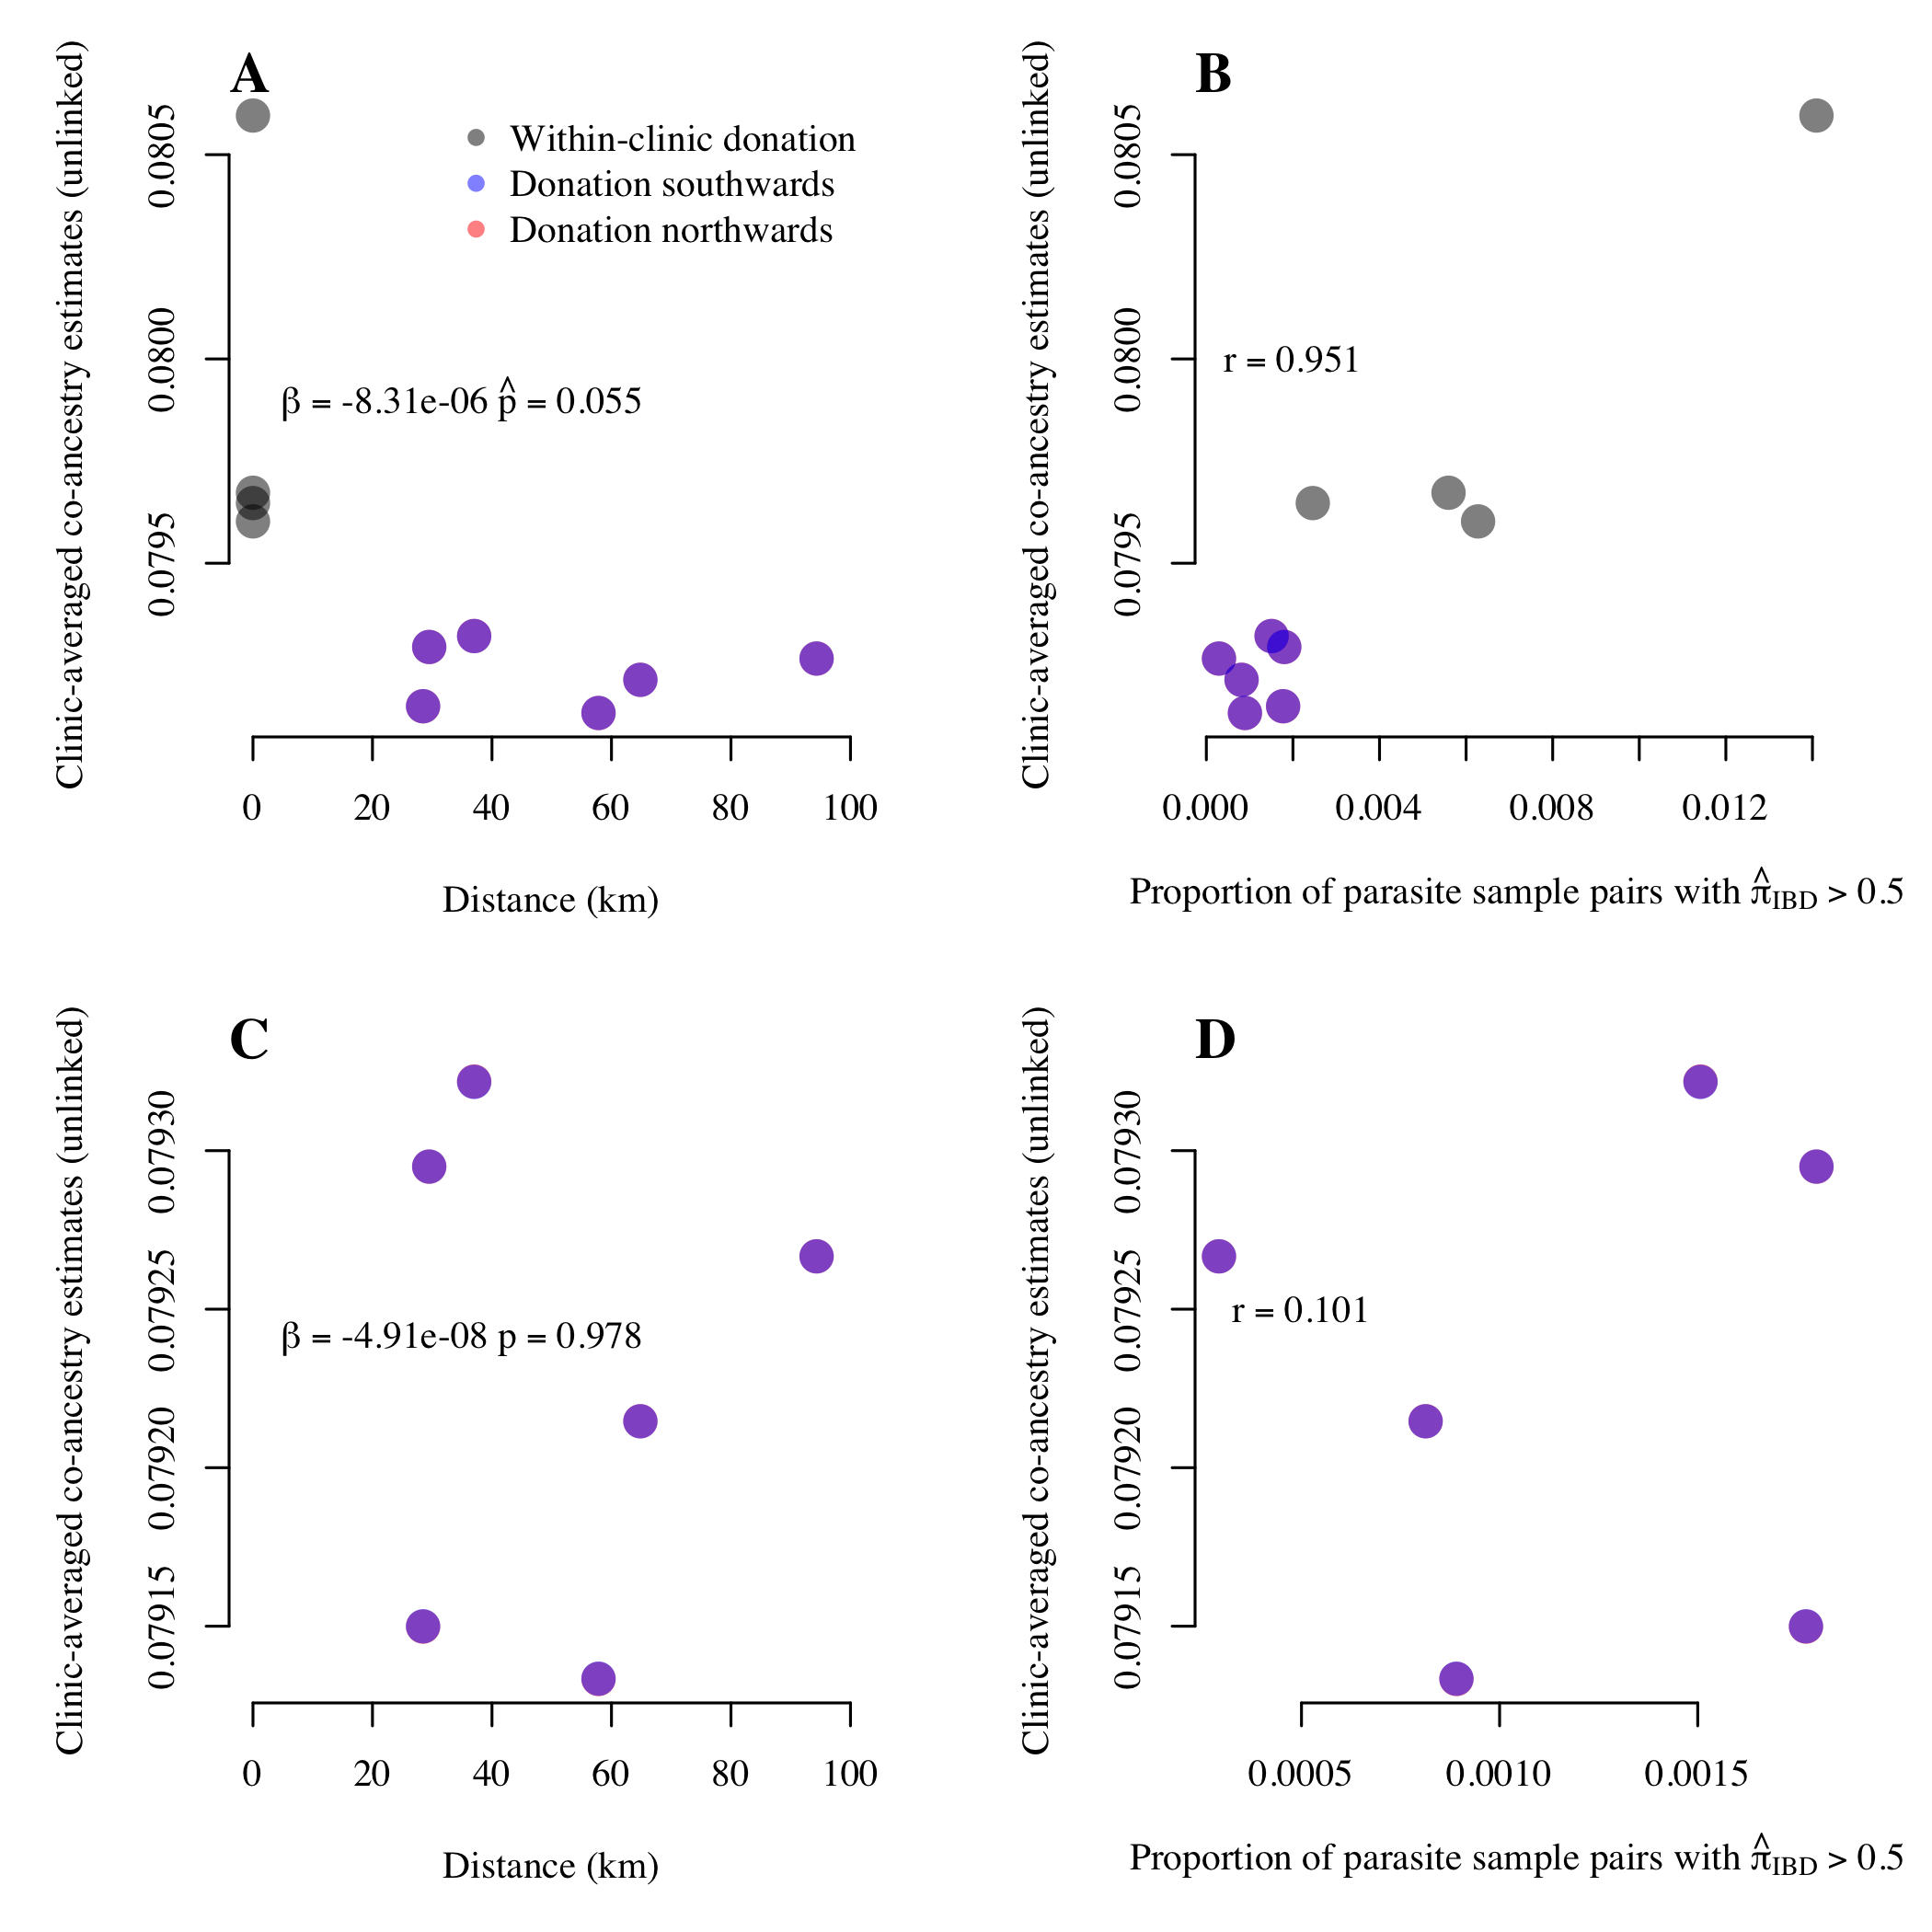 A
Clinic-averaged co-ancestry estimates (unlinked)
0.0805
0.0800
0.0795
Within-clinic donation
Donation southwards
Donation northwards
β = -8.31e-06 p̂ = 0.055
0 20 40 60 80 100
Distance (km)
B
Clinic-averaged co-ancestry estimates (unlinked)
0.0805
0.0800
0.0795
r = 0.951
0.000 0.004 0.008 0.012
Proportion of parasite sample pairs with π̂IBD > 0.5
C
Clinic-averaged co-ancestry estimates (unlinked)
0.07930
0.07925
0.07920
0.07915
β = -4.91e-08 p = 0.978
0 20 40 60 80 100
Distance (km)
D
Clinic-averaged co-ancestry estimates (unlinked)
0.07930
0.07925
0.07920
0.07915
r = 0.101
0.0005 0.0010 0.0015
Proportion of parasite sample pairs with π̂IBD > 0.5